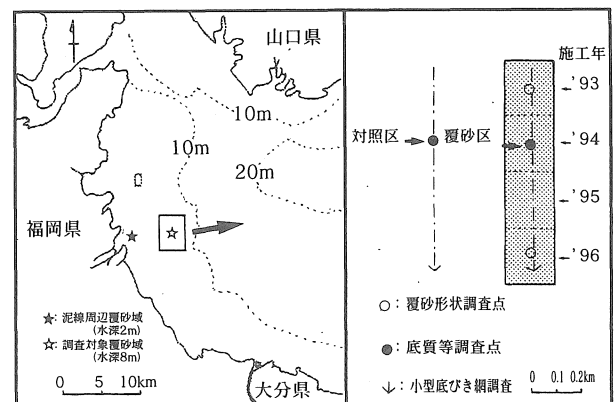 山口県
10m
10m
20m
福岡県
★: 泥線周辺覆砂域
(水深2m)
☆: 調査対象覆砂域
(水深8m)
0 5 10km
大分県
施工年
'93
対照区
覆砂区
'94
'95
'96
○: 覆砂形状調査点
●: 底質等調査点
↓: 小型底びき網調査
0 0.1 0.2km